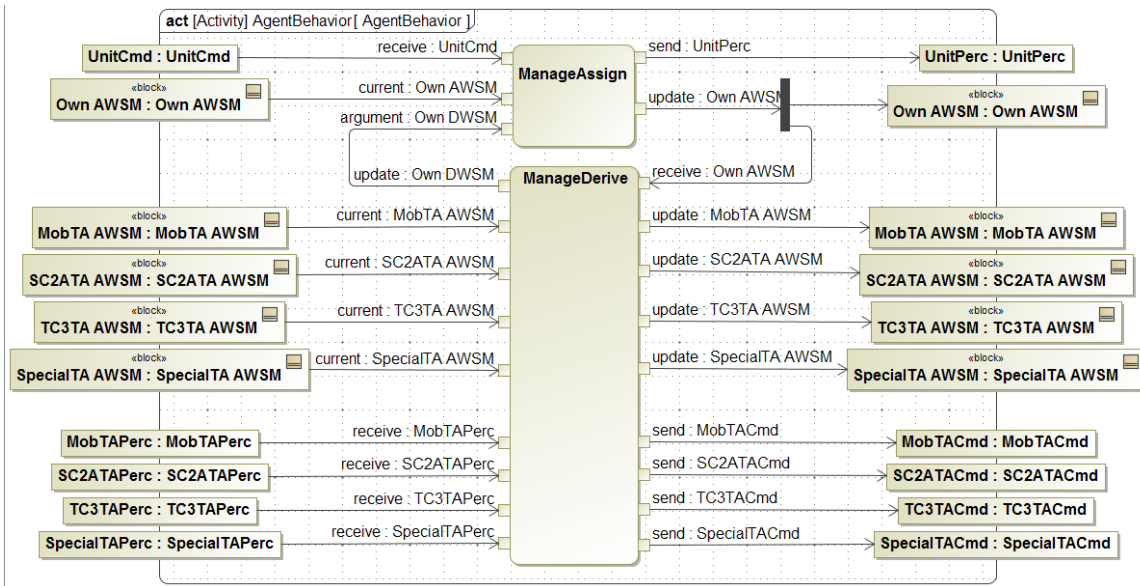 act [Activity] AgentBehavior[ AgentBehavior ]
UnitCmd : UnitCmd
receive : UnitCmd
ManageAssign
send : UnitPerc
UnitPerc : UnitPerc
«block»
Own AWSM : Own AWSM
current : Own AWSM
argument : Own DWSM
update : Own AWSM
«block»
Own AWSM : Own AWSM
update : Own DWSM
ManageDerive
receive : Own AWSM
«block»
MobTA AWSM : MobTA AWSM
current : MobTA AWSM
update : MobTA AWSM
«block»
MobTA AWSM : MobTA AWSM
«block»
SC2ATA AWSM : SC2ATA AWSM
current : SC2ATA AWSM
update : SC2ATA AWSM
«block»
SC2ATA AWSM : SC2ATA AWSM
«block»
TC3TA AWSM : TC3TA AWSM
current : TC3TA AWSM
update : TC3TA AWSM
«block»
TC3TA AWSM : TC3TA AWSM
«block»
SpecialTA AWSM : SpecialTA AWSM
current : SpecialTA AWSM
update : SpecialTA AWSM
«block»
SpecialTA AWSM : SpecialTA AWSM
MobTAPerc : MobTAPerc
receive : MobTAPerc
send : MobTACmd
MobTACmd : MobTACmd
SC2ATAPerc : SC2ATAPerc
receive : SC2ATAPerc
send : SC2ATACmd
SC2ATACmd : SC2ATACmd
TC3TAPerc : TC3TAPerc
receive : TC3TAPerc
send : TC3TACmd
TC3TACmd : TC3TACmd
SpecialTAPerc : SpecialTAPerc
receive : SpecialTAPerc
send : SpecialTACmd
SpecialTACmd : SpecialTACmd